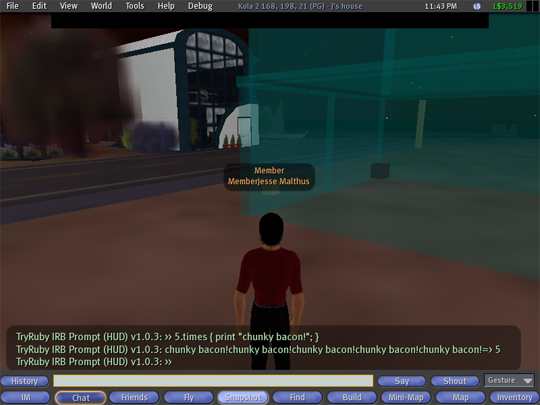 File Edit View World Tools Help Debug Kula 2 168, 198, 21 (PG) - J's house 11:43 PM L$ L$3,519
Member
MemberJesse Malthus
TryRuby IRB Prompt (HUD) v1.0.3: >> 5.times { print "chunky bacon!"; }
TryRuby IRB Prompt (HUD) v1.0.3: chunky bacon!chunky bacon!chunky bacon!chunky bacon!chunky bacon!=> 5
TryRuby IRB Prompt (HUD) v1.0.3: >>
History Say Shout Gesture
IM Chat Friends Fly Snapshot Find Build Mini-Map Map Inventory